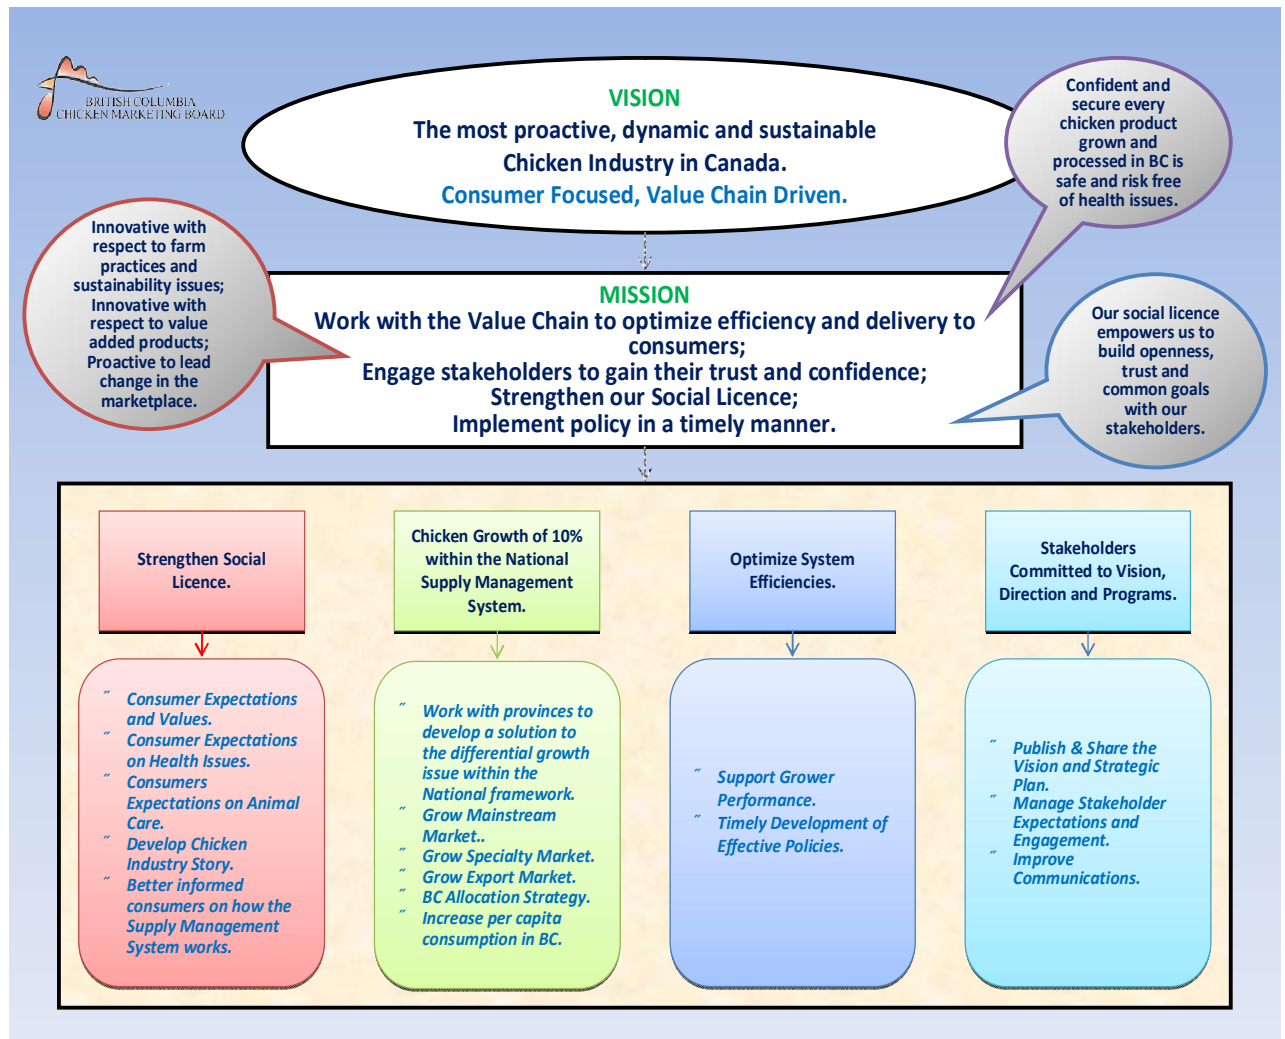 BRITISH COLUMBIA
CHICKEN MARKETING BOARD
VISION
The most proactive, dynamic and sustainable
Chicken Industry in Canada.
Consumer Focused, Value Chain Driven.
Confident and
secure every
chicken product
grown and
processed in BC is
safe and risk free
of health issues.
Innovative with
respect to farm
practices and
sustainability issues;
Innovative with
respect to value
added products;
Proactive to lead
change in the
marketplace.
MISSION
Work with the Value Chain to optimize efficiency and delivery to
consumers;
Engage stakeholders to gain their trust and confidence;
Strengthen our Social Licence;
Implement policy in a timely manner.
Our social licence
empowers us to
build openness,
trust and
common goals
with our
stakeholders.
Strengthen Social
Licence.
Chicken Growth of 10%
within the National
Supply Management
System.
Optimize System
Efficiencies.
Stakeholders
Committed to Vision,
Direction and Programs.
˝ Consumer Expectations
and Values.
˝ Consumer Expectations
on Health Issues.
˝ Consumers
Expectations on Animal
Care.
˝ Develop Chicken
Industry Story.
˝ Better informed
consumers on how the
Supply Management
System works.
˝ Work with provinces to
develop a solution to
the differential growth
issue within the
National framework.
˝ Grow Mainstream
Market..
˝ Grow Specialty Market.
˝ Grow Export Market.
˝ BC Allocation Strategy.
˝ Increase per capita
consumption in BC.
˝ Support Grower
Performance.
˝ Timely Development of
Effective Policies.
˝ Publish & Share the
Vision and Strategic
Plan.
˝ Manage Stakeholder
Expectations and
Engagement.
˝ Improve
Communications.